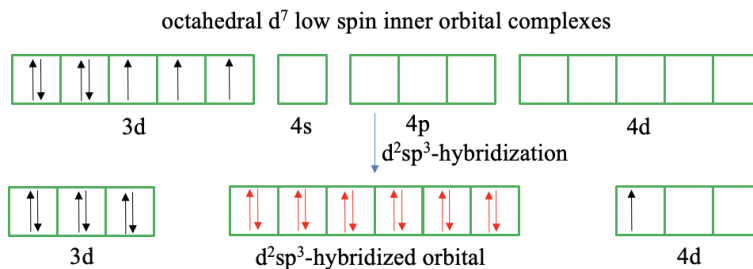 octahedral d⁷ low spin inner orbital complexes
3d 4s 4p 4d
d²sp³-hybridization
3d d²sp³-hybridized orbital 4d